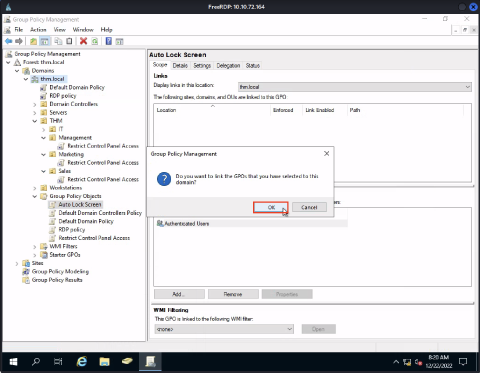 FreeRDP: 10.10.72.164
Group Policy Management
File Action View Window Help
Group Policy Management
Forest: thm.local
Domains
thm.local
Default Domain Policy
RDP policy
Domain Controllers
Servers
THM
IT
Management
Restrict Control Panel Access
Marketing
Restrict Control Panel Access
Sales
Restrict Control Panel Access
Workstations
Group Policy Objects
Auto Lock Screen
Default Domain Controllers Policy
Default Domain Policy
RDP policy
Restrict Control Panel Access
WMI Filters
Starter GPOs
Sites
Group Policy Modeling
Group Policy Results
Auto Lock Screen
Scope Details Settings Delegation Status
Links
Display links in this location: thm.local
The following sites, domains, and OUs are linked to this GPO:
Location Enforced Link Enabled Path
Group Policy Management
Do you want to link the GPOs that you have selected to this
domain?
OK Cancel
Authenticated Users
Add... Remove Properties
WMI Filtering
This GPO is linked to the following WMI filter:
<none> Open
8:20 AM
12/22/2022